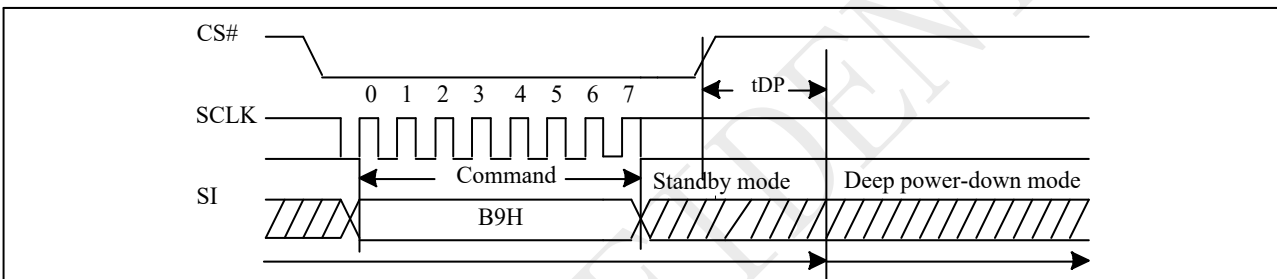 CS#
tDP
0 1 2 3 4 5 6 7
SCLK
Command
Standby mode
Deep power-down mode
SI
B9H